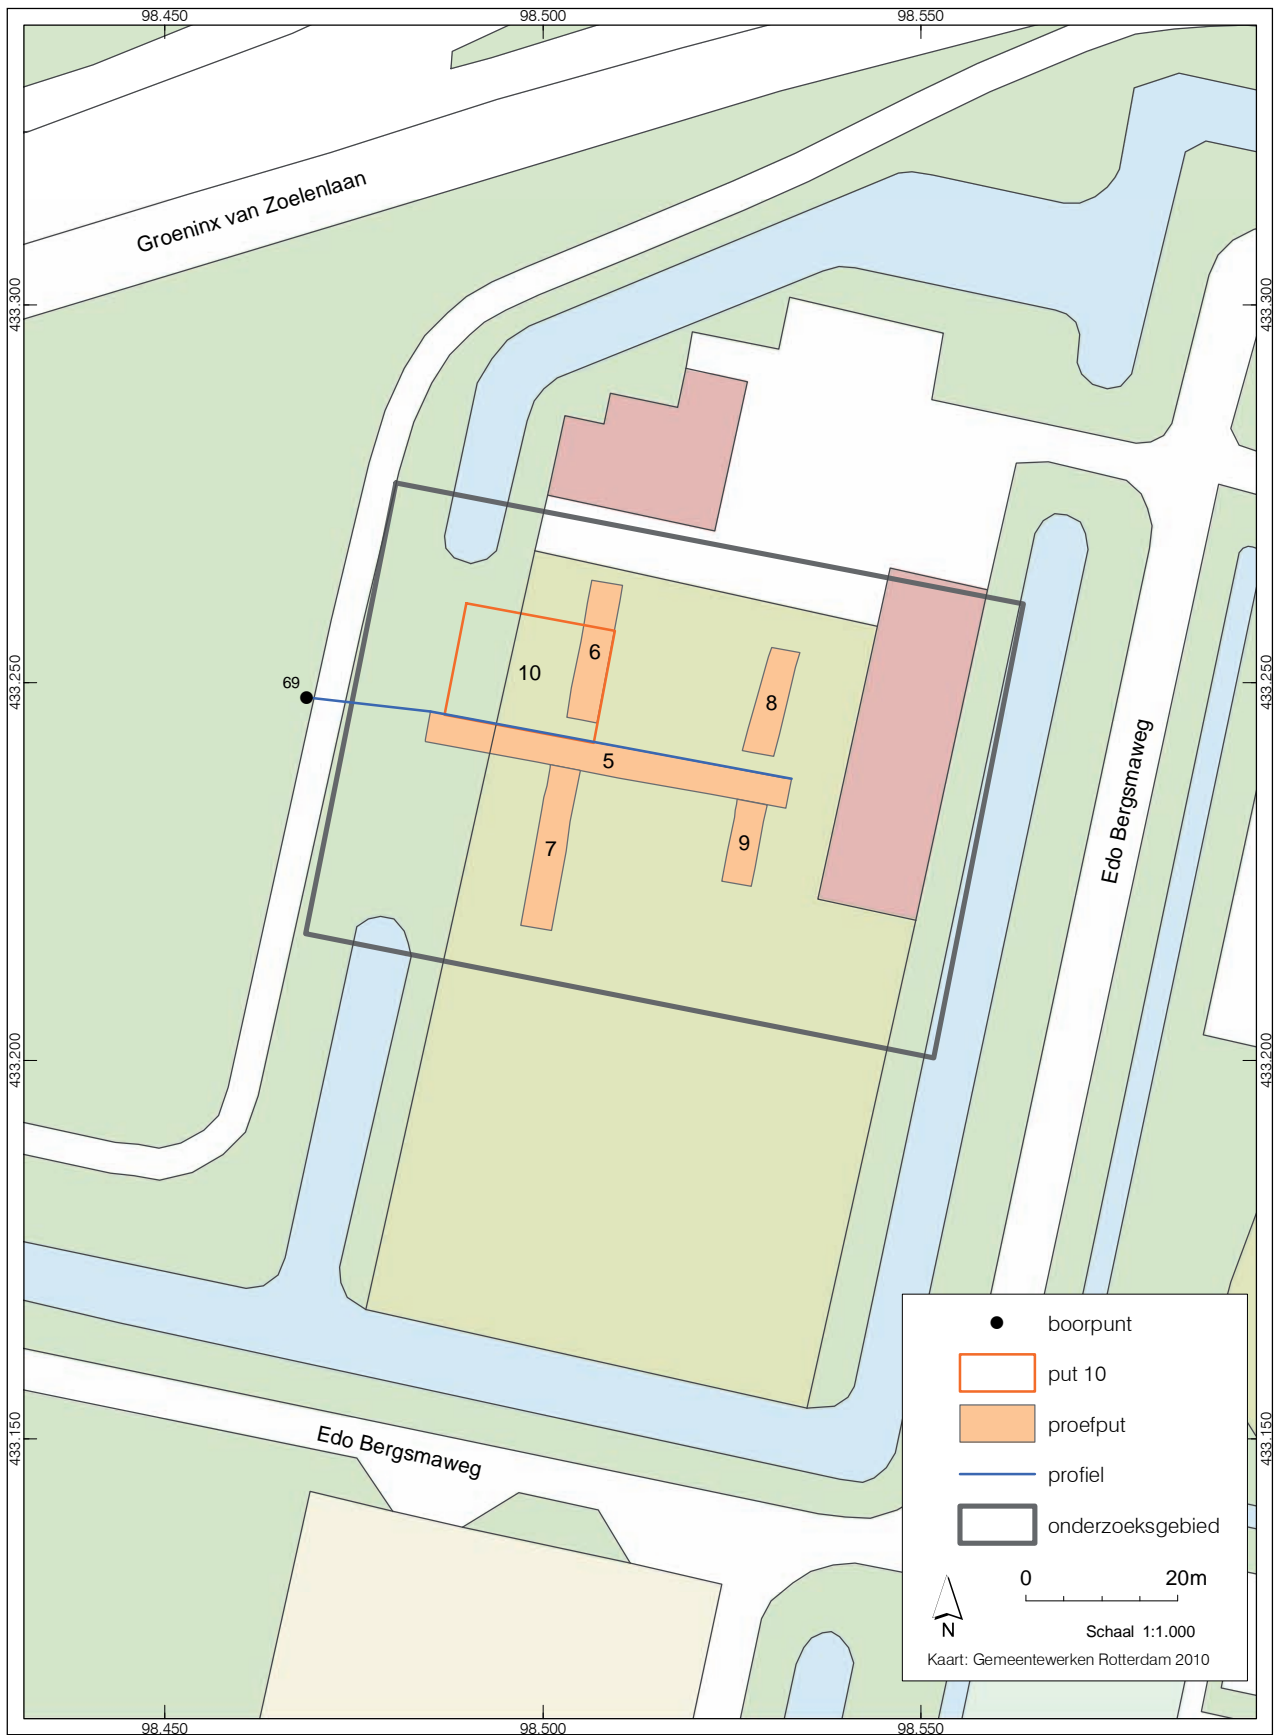 98.450
98.500
98.550
Groeninx van Zoelenlaan
433.300
433.300
69
6
10
8
433.250
433.250
5
7
9
Edo Bergsmaweg
433.200
433.200
boorpunt
put 10
proefput
profiel
onderzoeksgebied
0 20m
N
Schaal 1:1.000
Kaart: Gemeentewerken Rotterdam 2010
433.150
433.150
Edo Bergsmaweg
98.450
98.500
98.550